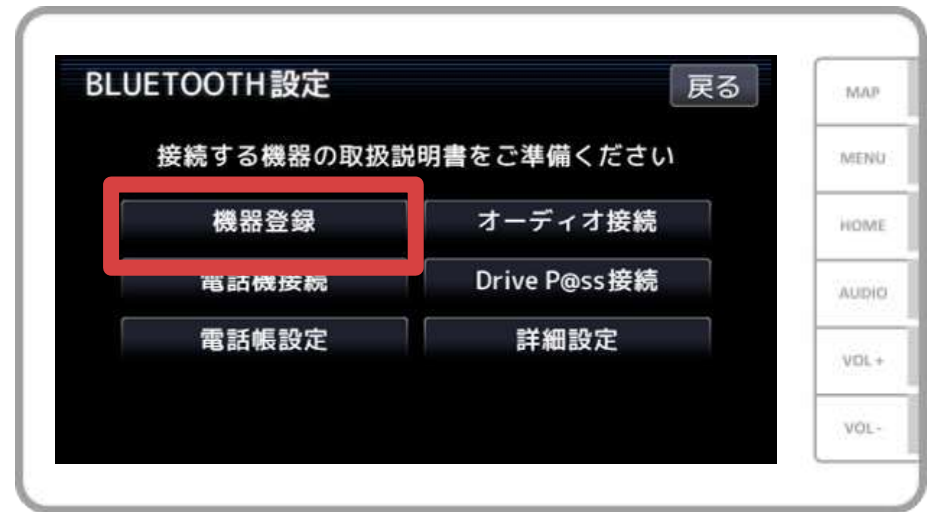 BLUETOOTH設定
戻る
接続する機器の取扱説明書をご準備ください
機器登録
オーディオ接続
電話機接続
Drive P@ss接続
電話帳設定
詳細設定
MAP
MENU
HOME
AUDIO
VOL +
VOL -